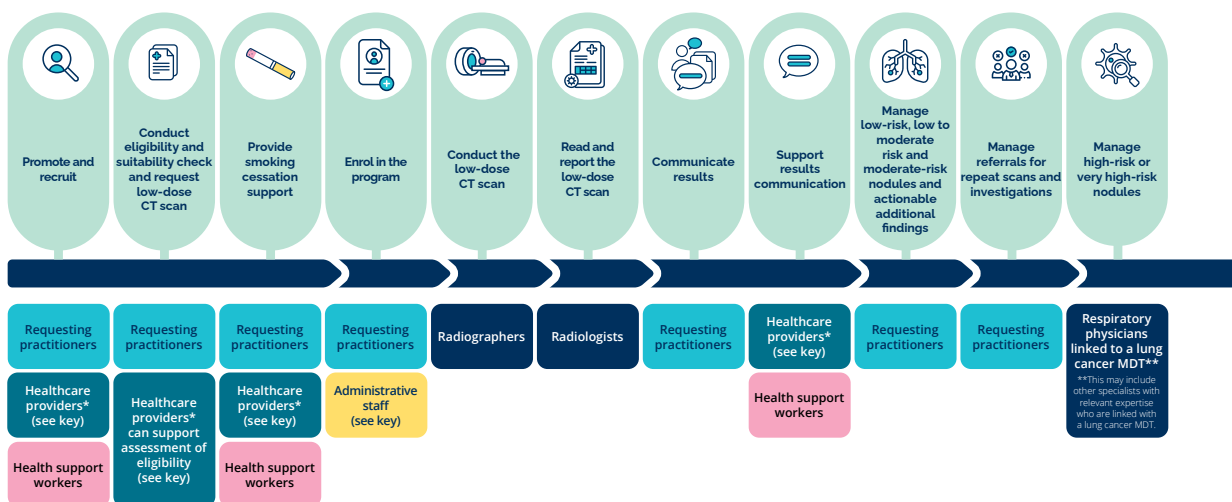 Promote and
recruit
Conduct
eligibility and
suitability check
and request
low-dose
CT scan
Provide
smoking
cessation
support
Enrol in the
program
Conduct the
low-dose
CT scan
Read and
report the
low-dose
CT scan
Communicate
results
Support
results
communication
Manage
low-risk, low to
moderate
risk and
moderate-risk
nodules and
actionable
additional
findings
Manage
referrals for
repeat scans and
investigations
Manage
high-risk or
very high-risk
nodules
Requesting
practitioners
Healthcare
providers*
(see key)
Health support
workers
Requesting
practitioners
Healthcare
providers*
can support
assessment of
eligibility
(see key)
Requesting
practitioners
Healthcare
providers*
(see key)
Health support
workers
Requesting
practitioners
Administrative
staff
(see key)
Radiographers
Radiologists
Requesting
practitioners
Healthcare
providers*
(see key)
Health support
workers
Requesting
practitioners
Requesting
practitioners
Respiratory
physicians
linked to a lung
cancer MDT**
**This may include
other specialists with
relevant expertise
who are linked with
a lung cancer MDT.